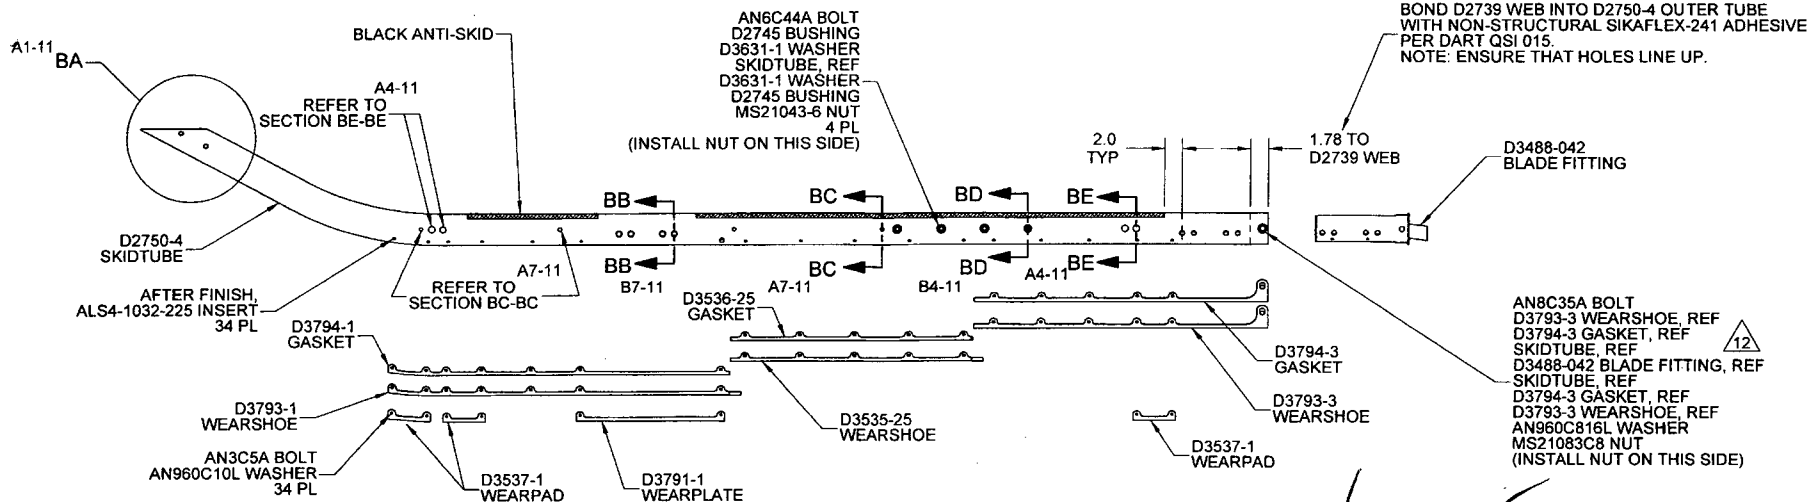 A1-11
BA
BLACK ANTI-SKID
A4-11
REFER TO
SECTION BE-BE
AN6C44A BOLT
D2745 BUSHING
D3631-1 WASHER
SKIDTUBE, REF
D3631-1 WASHER
D2745 BUSHING
MS21043-6 NUT
4 PL
(INSTALL NUT ON THIS SIDE)
BOND D2739 WEB INTO D2750-4 OUTER TUBE
WITH NON-STRUCTURAL SIKAFLEX-241 ADHESIVE
PER DART QSI 015.
NOTE: ENSURE THAT HOLES LINE UP.
2.0
TYP
1.78 TO
D2739 WEB
D3488-042
BLADE FITTING
BB
BC
BD
BE
D2750-4
SKIDTUBE
BB
BC
BD
BE
A7-11
B7-11
A7-11
B4-11
A4-11
REFER TO
SECTION BC-BC
AFTER FINISH,
ALS4-1032-225 INSERT
34 PL
D3794-1
GASKET
D3536-25
GASKET
D3794-3
GASKET
D3793-1
WEARSHOE
D3535-25
WEARSHOE
D3793-3
WEARSHOE
AN3C5A BOLT
AN960C10L WASHER
34 PL
D3537-1
WEARPAD
D3791-1
WEARPLATE
D3537-1
WEARPAD
AN8C35A BOLT
D3793-3 WEARSHOE, REF
D3794-3 GASKET, REF
SKIDTUBE, REF
12
D3488-042 BLADE FITTING, REF
SKIDTUBE, REF
D3794-3 GASKET, REF
D3793-3 WEARSHOE, REF
AN960C816L WASHER
MS21083C8 NUT
(INSTALL NUT ON THIS SIDE)